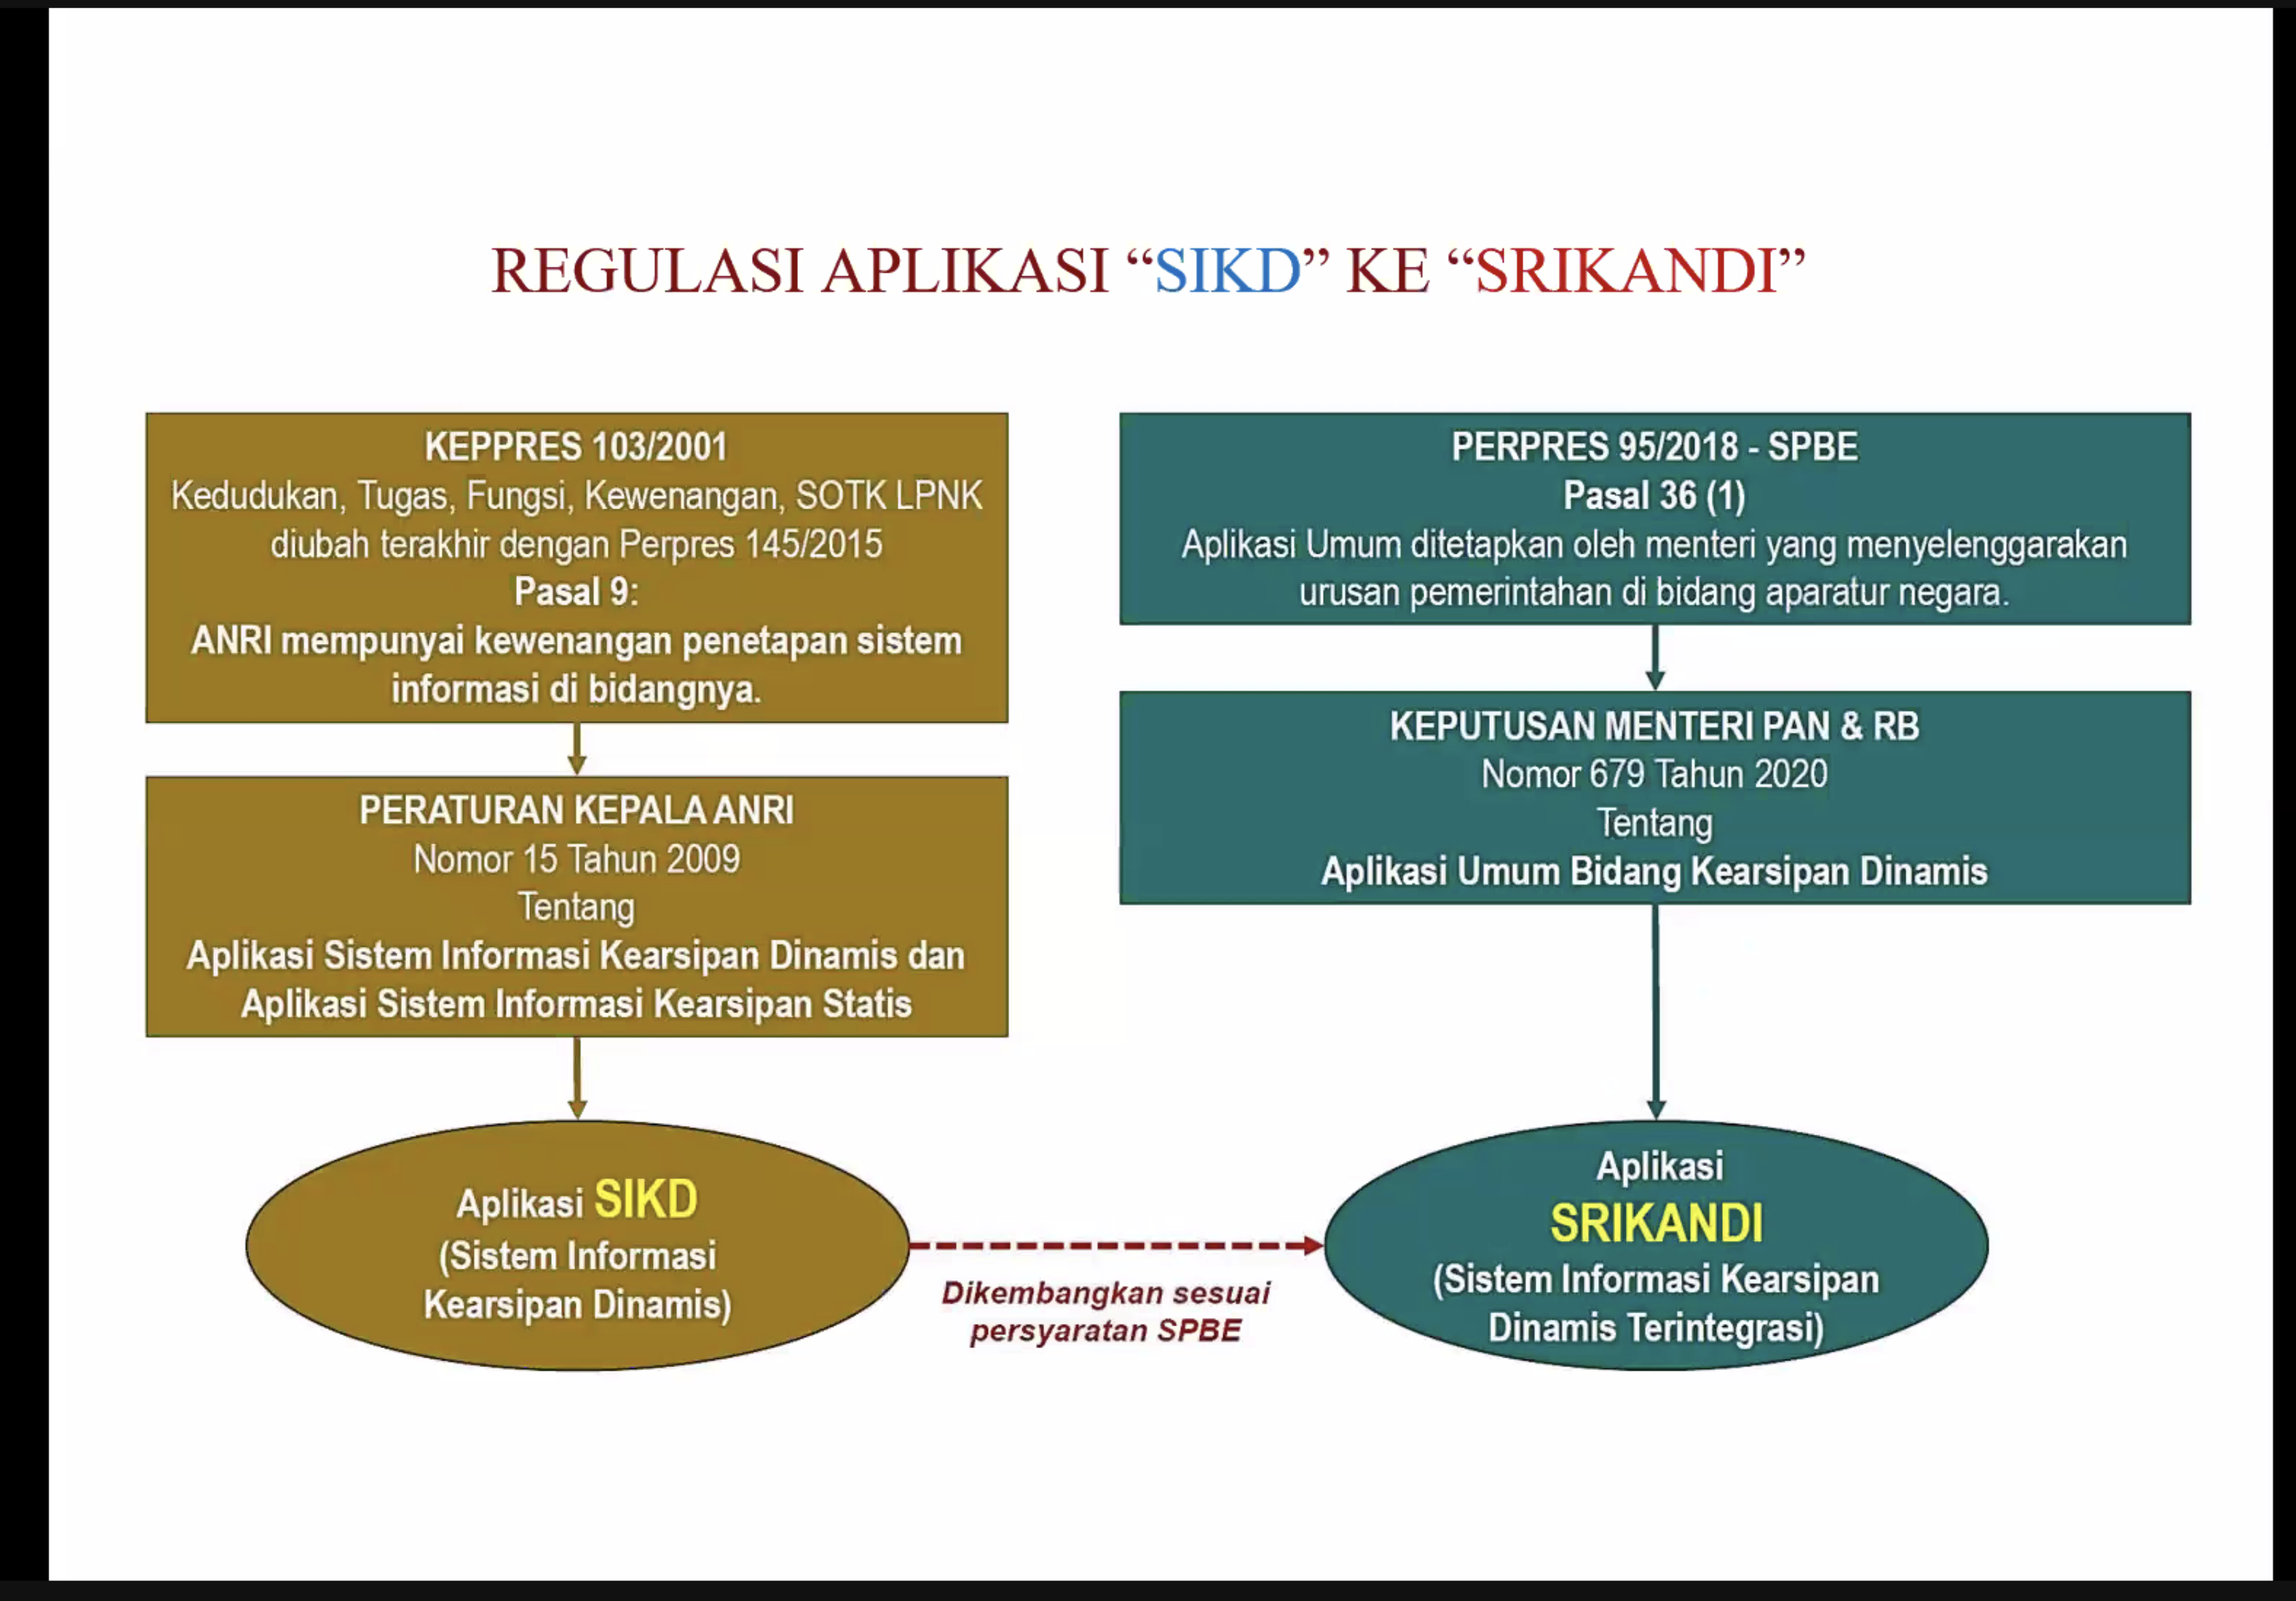 REGULASI APLIKASI “SIKD” KE “SRIKANDI”
KEPPRES 103/2001
Kedudukan, Tugas, Fungsi, Kewenangan, SOTK LPNK
diubah terakhir dengan Perpres 145/2015
Pasal 9:
ANRI mempunyai kewenangan penetapan sistem
informasi di bidangnya.
PERATURAN KEPALA ANRI
Nomor 15 Tahun 2009
Tentang
Aplikasi Sistem Informasi Kearsipan Dinamis dan
Aplikasi Sistem Informasi Kearsipan Statis
Aplikasi SIKD
(Sistem Informasi
Kearsipan Dinamis)
Dikembangkan sesuai
persyaratan SPBE
PERPRES 95/2018 - SPBE
Pasal 36 (1)
Aplikasi Umum ditetapkan oleh menteri yang menyelenggarakan
urusan pemerintahan di bidang aparatur negara.
KEPUTUSAN MENTERI PAN & RB
Nomor 679 Tahun 2020
Tentang
Aplikasi Umum Bidang Kearsipan Dinamis
Aplikasi
SRIKANDI
(Sistem Informasi Kearsipan
Dinamis Terintegrasi)